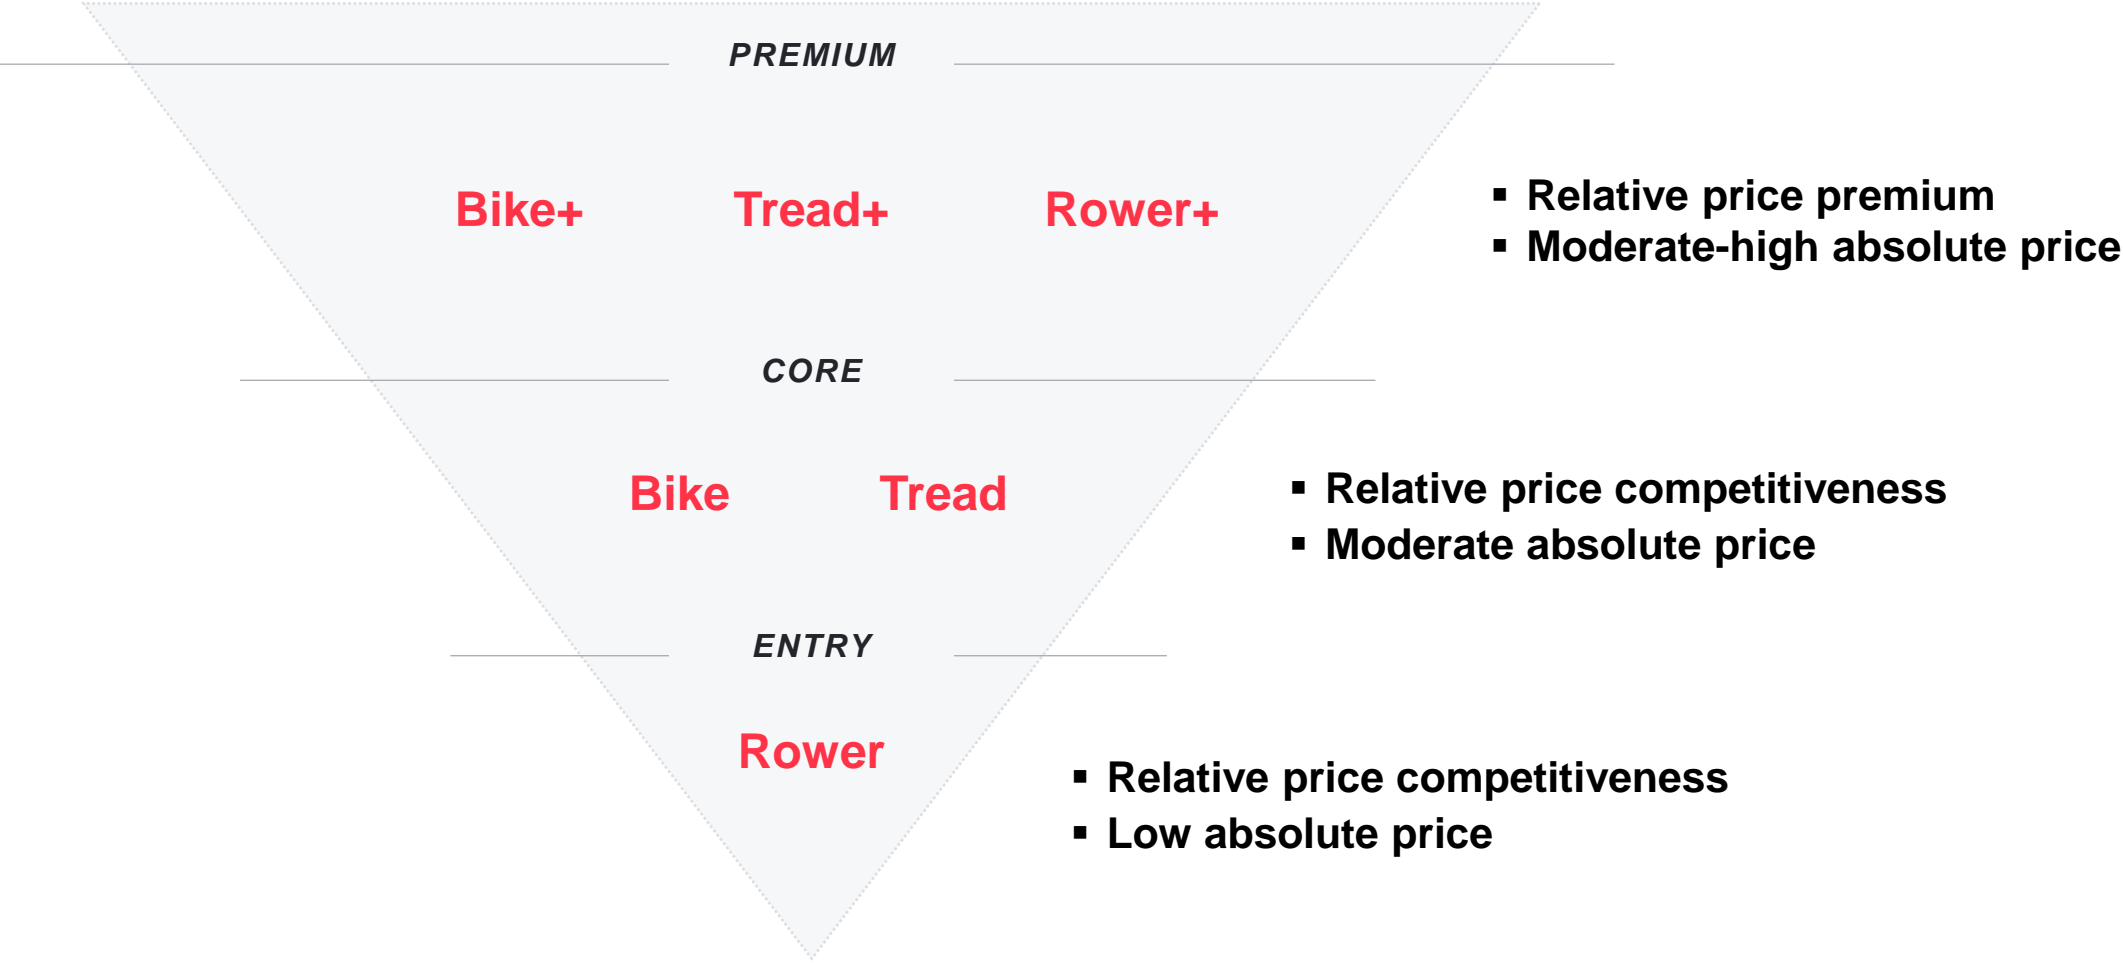 PREMIUM
Bike+ Tread+ Rower+
▪ Relative price premium
▪ Moderate-high absolute price
CORE
Bike Tread
▪ Relative price competitiveness
▪ Moderate absolute price
ENTRY
Rower
▪ Relative price competitiveness
▪ Low absolute price